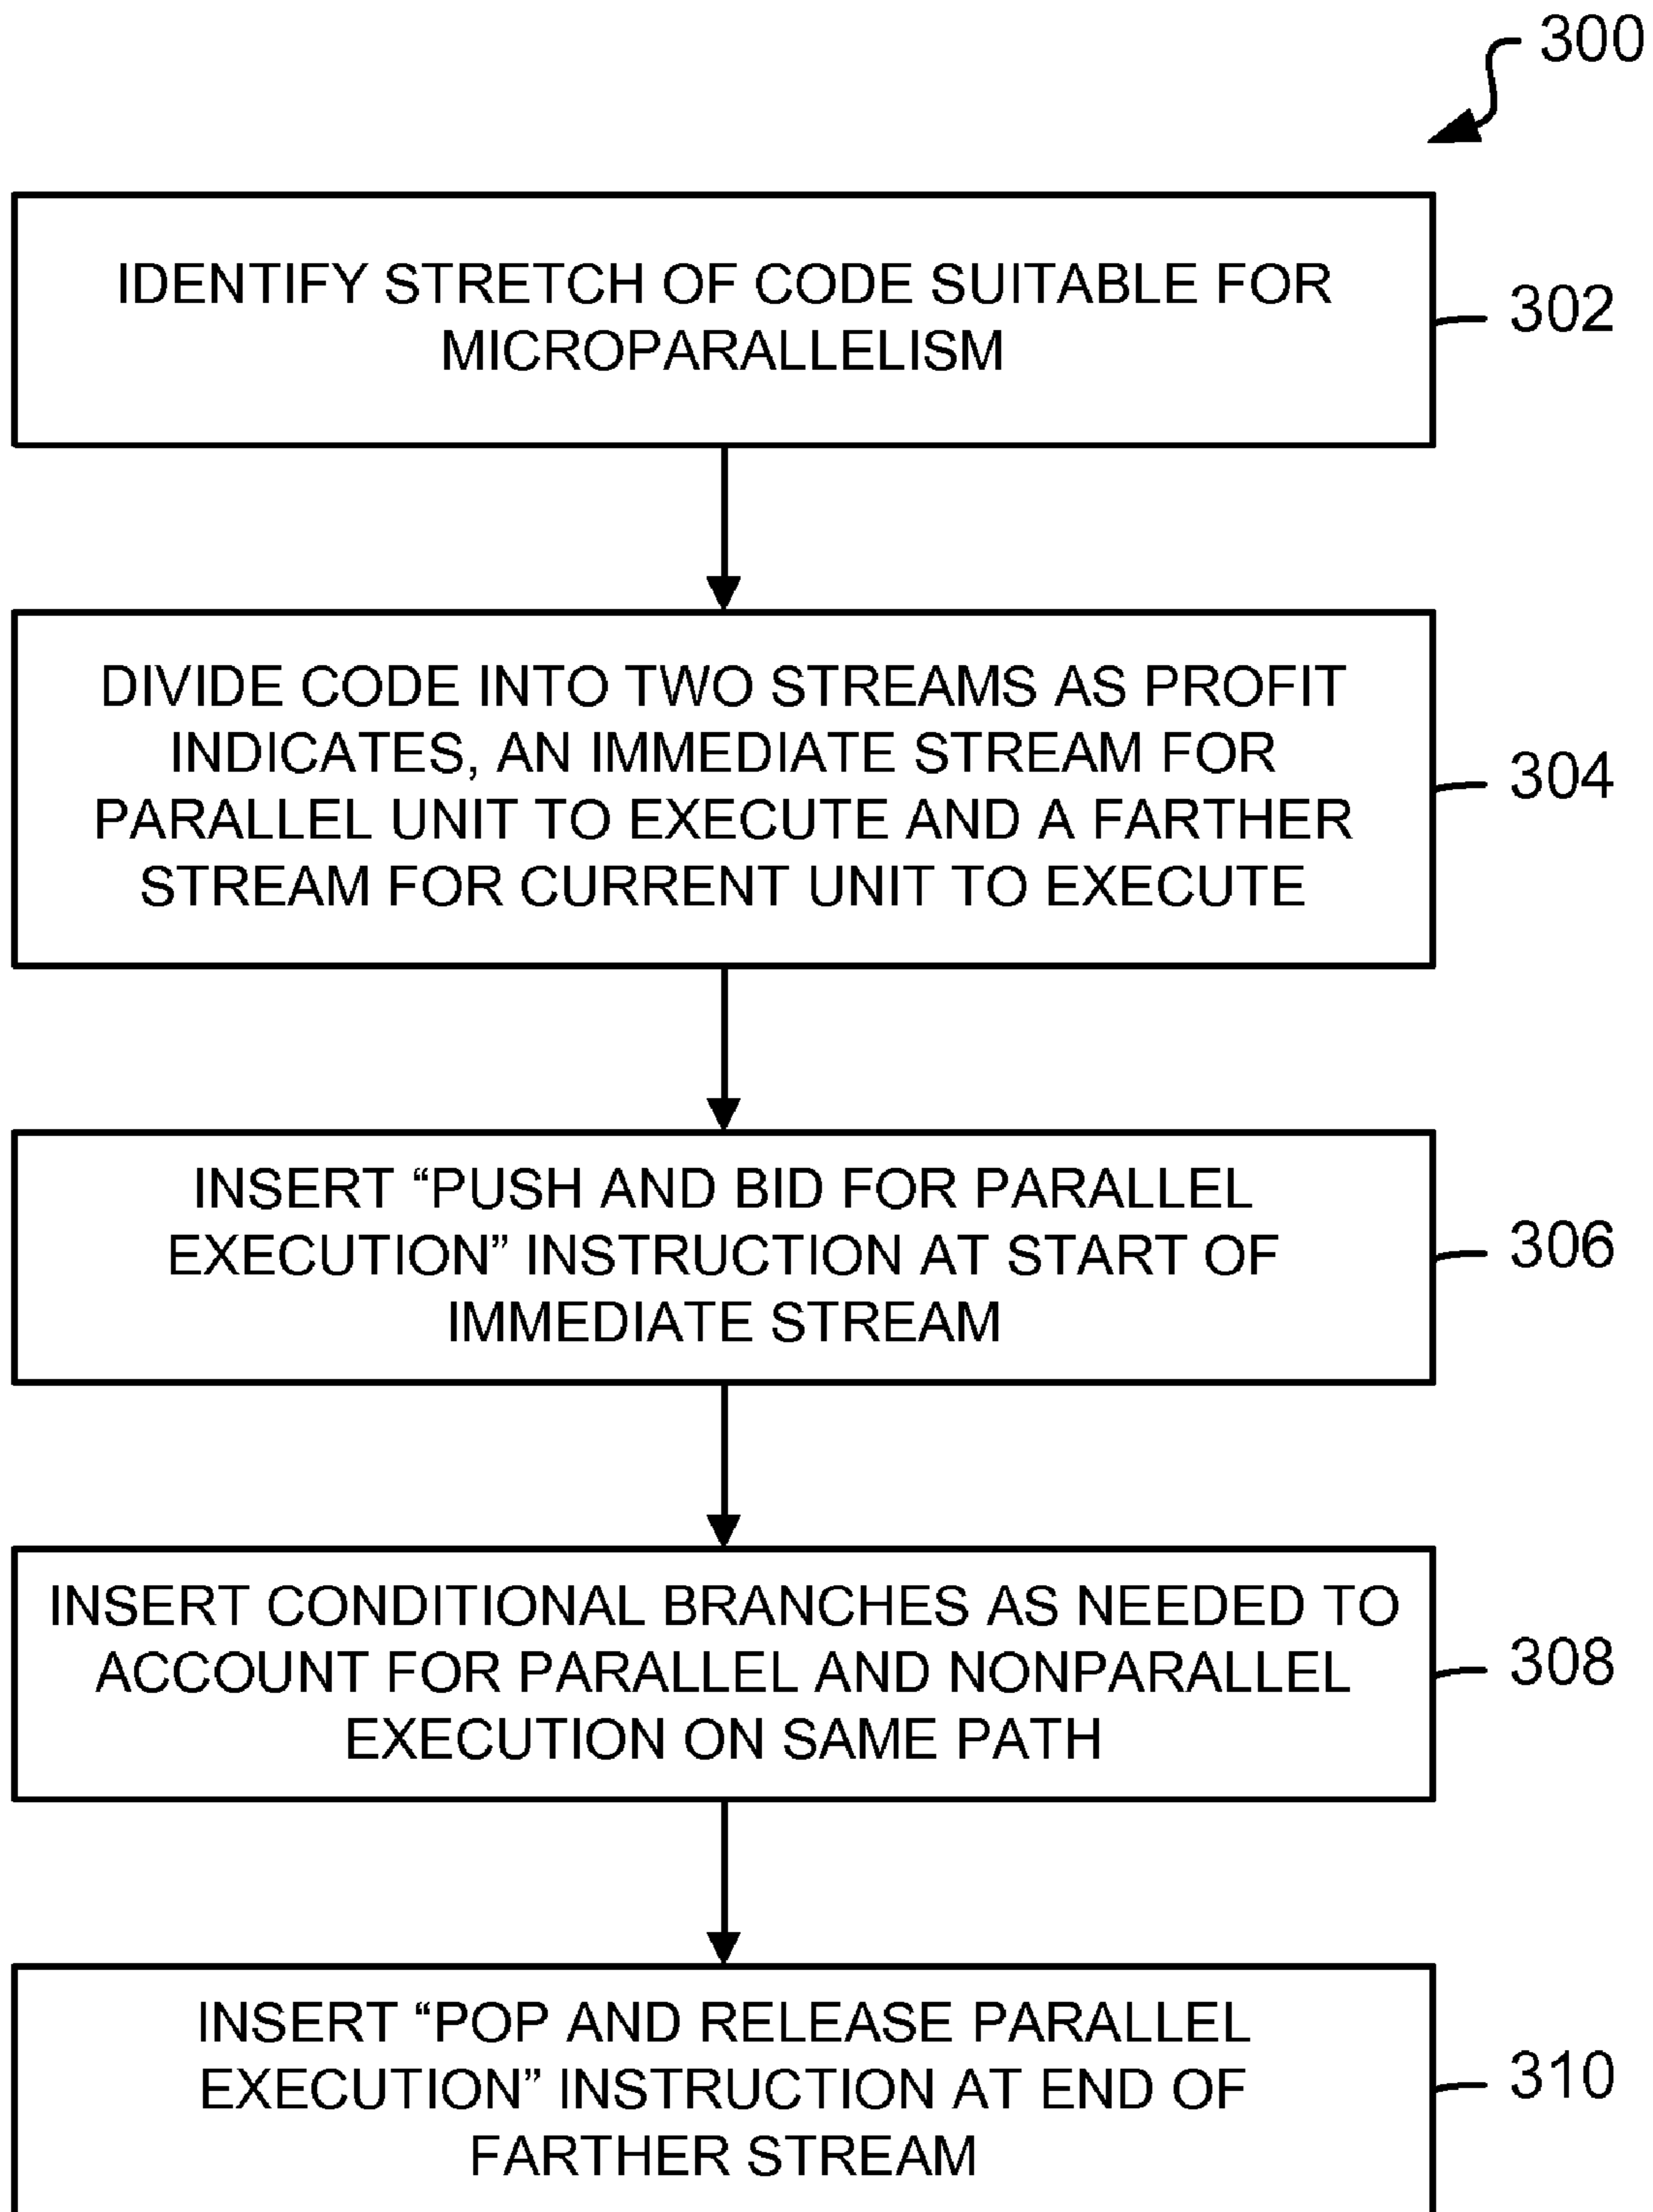 300
IDENTIFY STRETCH OF CODE SUITABLE FOR
MICROPARALLELISM
302
DIVIDE CODE INTO TWO STREAMS AS PROFIT
INDICATES, AN IMMEDIATE STREAM FOR
PARALLEL UNIT TO EXECUTE AND A FARTHER
STREAM FOR CURRENT UNIT TO EXECUTE
304
INSERT “PUSH AND BID FOR PARALLEL
EXECUTION” INSTRUCTION AT START OF
IMMEDIATE STREAM
306
INSERT CONDITIONAL BRANCHES AS NEEDED TO
ACCOUNT FOR PARALLEL AND NONPARALLEL
EXECUTION ON SAME PATH
308
INSERT “POP AND RELEASE PARALLEL
EXECUTION” INSTRUCTION AT END OF
FARTHER STREAM
310